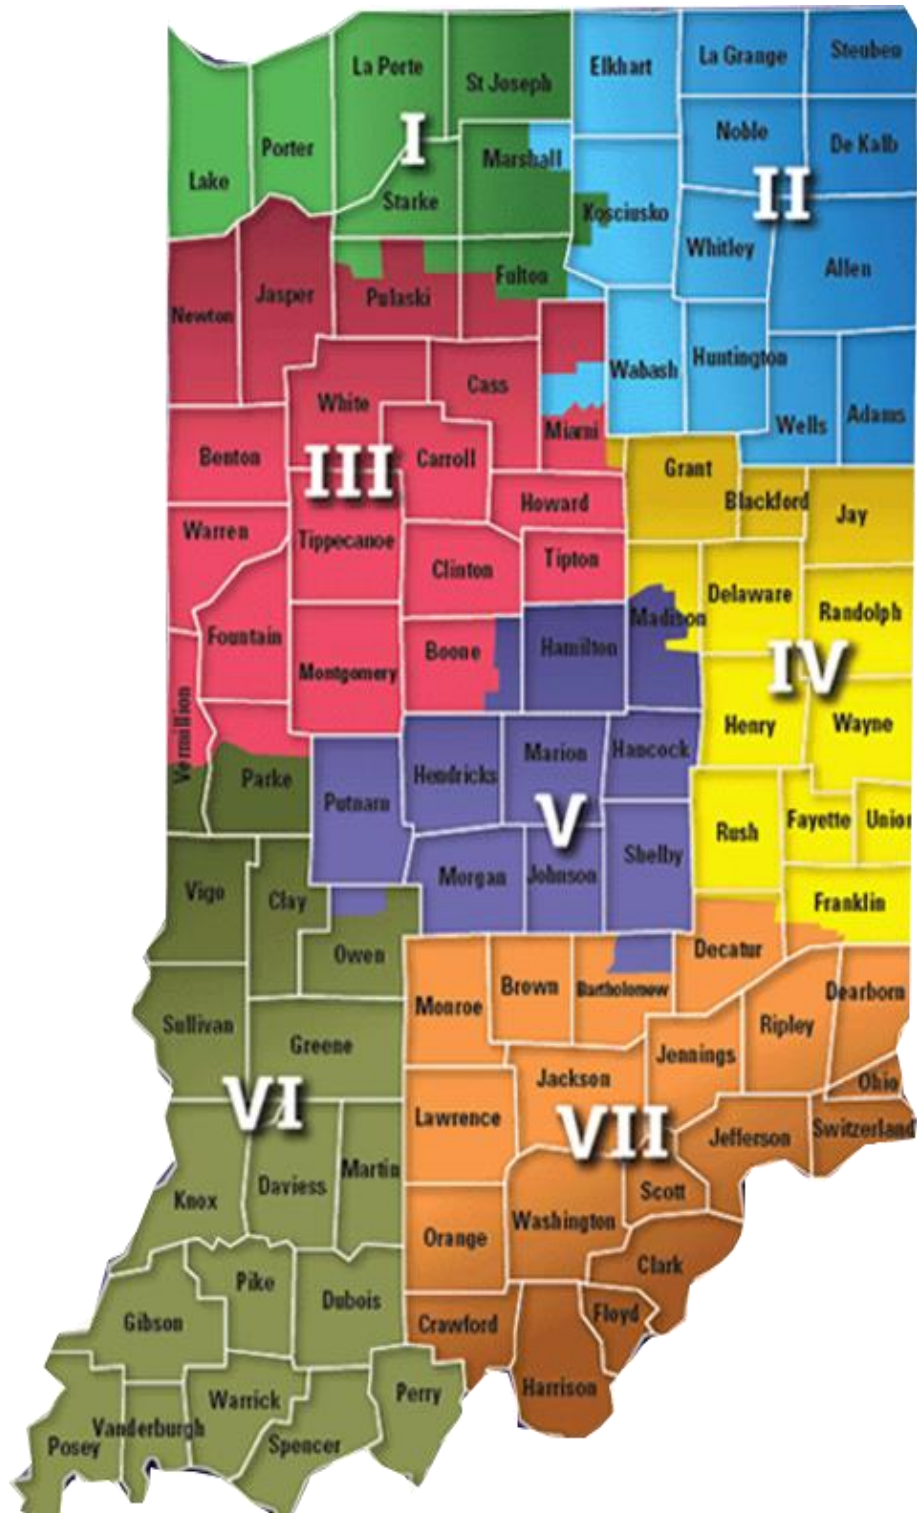 La Porte
St Joseph
Elkhart
La Grange
Steuben
I
Porter
Lake
Marshall
Starke
Noble
De Kalb
II
Kosciusko
Whitley
Allen
Fulton
Newton
Jasper
Pulaski
Wabash
Huntington
White
Cass
Miami
Wells
Adams
Benton
III
Carroll
Grant
Blackford
Jay
Howard
Warren
Tippecanoe
Clinton
Tipton
Delaware
Randolph
Fountain
Montgomery
Boone
Hamilton
Madison
IV
Vermillion
Henry
Wayne
Parke
Putnam
Hendricks
Marion
Hancock
V
Rush
Fayette
Union
Vigo
Clay
Morgan
Johnson
Shelby
Franklin
Owen
Decatur
Monroe
Brown
Bartholomew
Dearborn
Sullivan
Greene
Ripley
Jennings
Jackson
Ohio
VI
Lawrence
VII
Jefferson
Switzerland
Knox
Daviess
Martin
Scott
Orange
Washington
Clark
Pike
Gibson
Dubois
Crawford
Floyd
Harrison
Warrick
Perry
Posey
Vanderburgh
Spencer